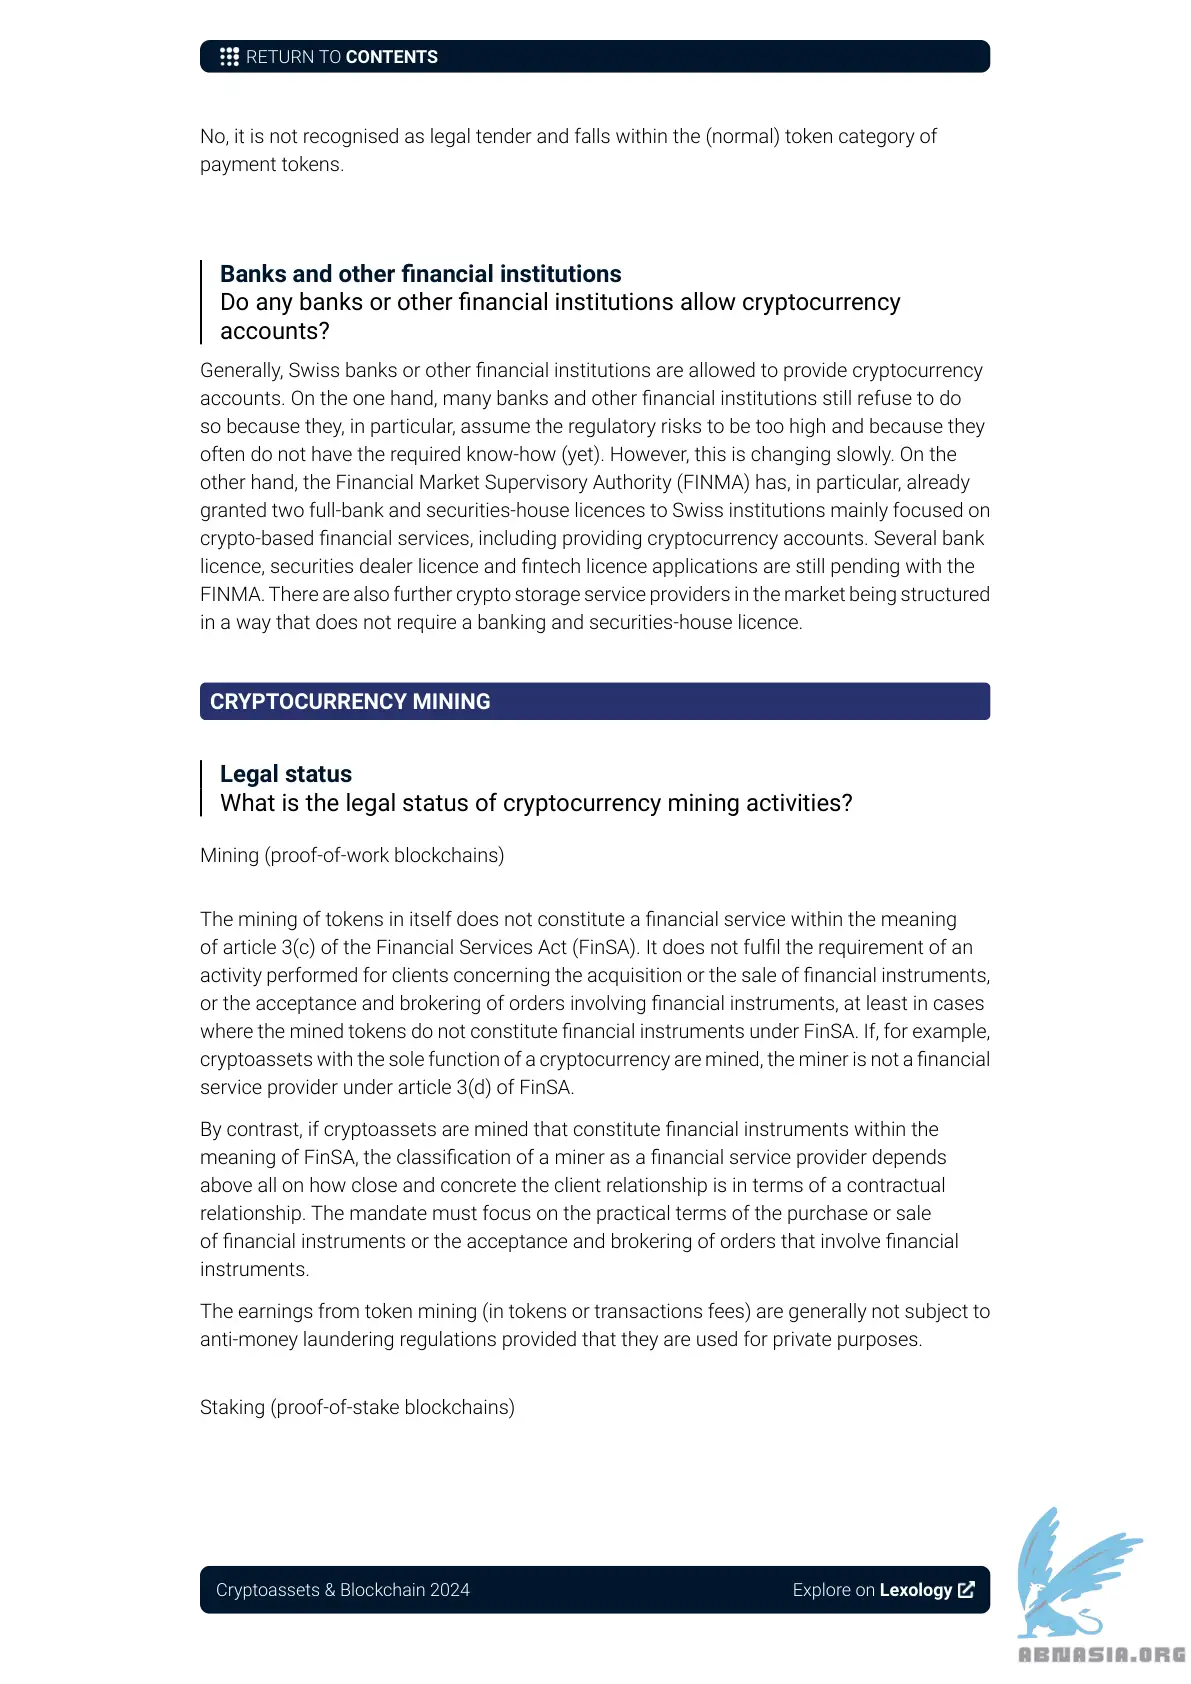 RETURN TO CONTENTS
No, it is not recognised as legal tender and falls within the (normal) token category of
payment tokens.
Banks and other financial institutions
Do any banks or other financial institutions allow cryptocurrency
accounts?
Generally, Swiss banks or other financial institutions are allowed to provide cryptocurrency
accounts. On the one hand, many banks and other financial institutions still refuse to do
so because they, in particular, assume the regulatory risks to be too high and because they
often do not have the required know-how (yet). However, this is changing slowly. On the
other hand, the Financial Market Supervisory Authority (FINMA) has, in particular, already
granted two full-bank and securities-house licences to Swiss institutions mainly focused on
crypto-based financial services, including providing cryptocurrency accounts. Several bank
licence, securities dealer licence and fintech licence applications are still pending with the
FINMA. There are also further crypto storage service providers in the market being structured
in a way that does not require a banking and securities-house licence.
CRYPTOCURRENCY MINING
Legal status
What is the legal status of cryptocurrency mining activities?
Mining (proof-of-work blockchains)
The mining of tokens in itself does not constitute a financial service within the meaning
of article 3(c) of the Financial Services Act (FinSA). It does not fulfil the requirement of an
activity performed for clients concerning the acquisition or the sale of financial instruments,
or the acceptance and brokering of orders involving financial instruments, at least in cases
where the mined tokens do not constitute financial instruments under FinSA. If, for example,
cryptoassets with the sole function of a cryptocurrency are mined, the miner is not a financial
service provider under article 3(d) of FinSA.
By contrast, if cryptoassets are mined that constitute financial instruments within the
meaning of FinSA, the classification of a miner as a financial service provider depends
above all on how close and concrete the client relationship is in terms of a contractual
relationship. The mandate must focus on the practical terms of the purchase or sale
of financial instruments or the acceptance and brokering of orders that involve financial
instruments.
The earnings from token mining (in tokens or transactions fees) are generally not subject to
anti-money laundering regulations provided that they are used for private purposes.
Staking (proof-of-stake blockchains)
Cryptoassets & Blockchain 2024
Explore on Lexology
ABNASIA.ORG